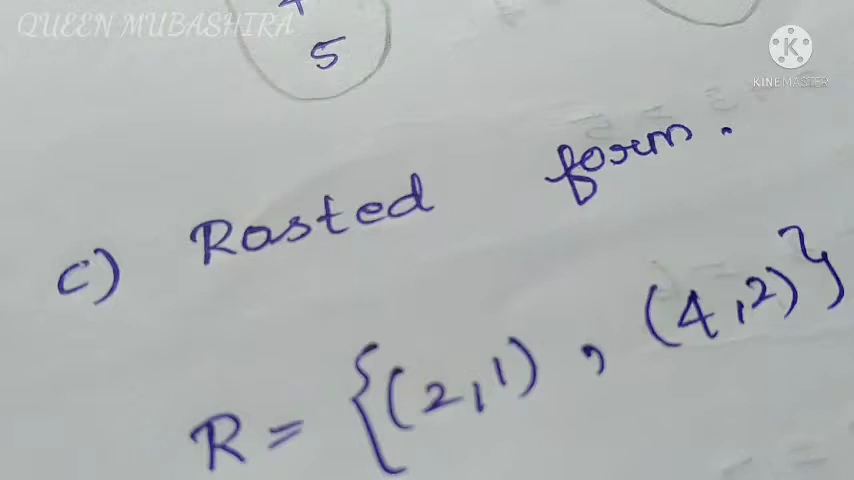 QUEEN MUBASHIRA
5
KINEMASTER
c) Rosted form.
R = {(2,1), (4,2)}